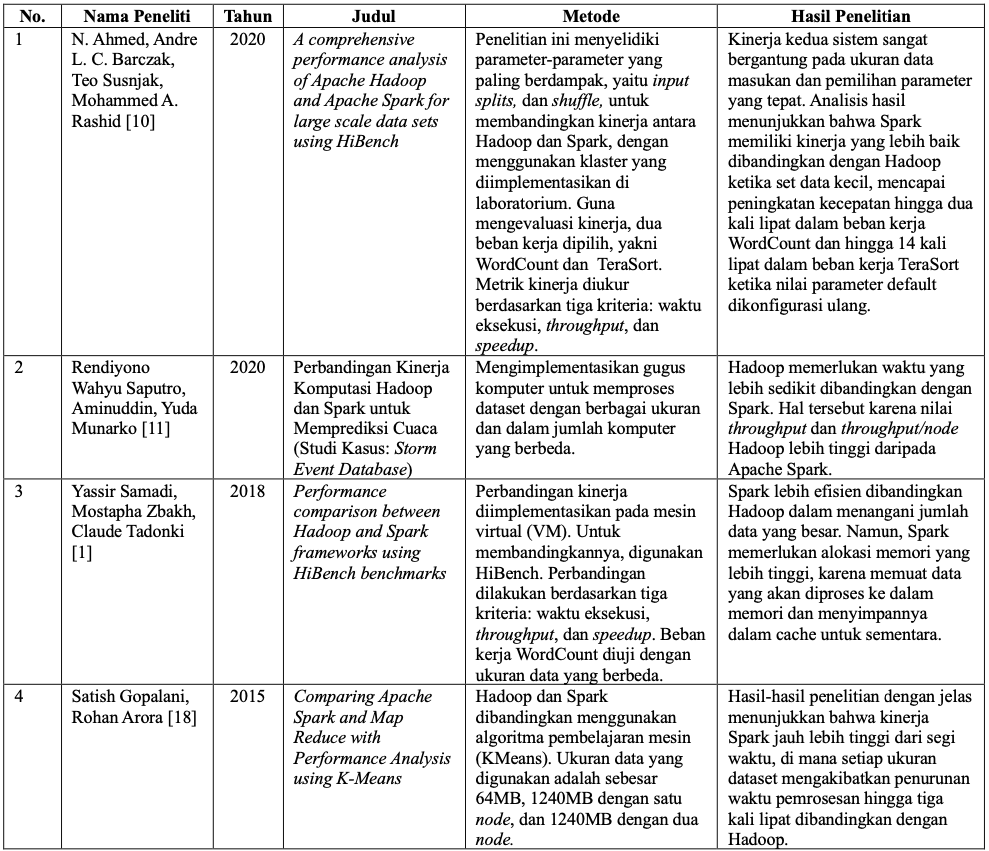 No.
Nama Peneliti
Tahun
Judul
Metode
Hasil Penelitian
1
N. Ahmed, Andre
L. C. Barczak,
Teo Susnjak,
Mohammed A.
Rashid [10]
2020
A comprehensive
performance analysis
of Apache Hadoop
and Apache Spark for
large scale data sets
using HiBench
Penelitian ini menyelidiki
parameter-parameter yang
paling berdampak, yaitu input
splits, dan shuffle, untuk
membandingkan kinerja antara
Hadoop dan Spark, dengan
menggunakan klaster yang
diimplementasikan di
laboratorium. Guna
mengevaluasi kinerja, dua
beban kerja dipilih, yakni
WordCount dan TeraSort.
Metrik kinerja diukur
berdasarkan tiga kriteria: waktu
eksekusi, throughput, dan
speedup.
Kinerja kedua sistem sangat
bergantung pada ukuran data
masukan dan pemilihan parameter
yang tepat. Analisis hasil
menunjukkan bahwa Spark
memiliki kinerja yang lebih baik
dibandingkan dengan Hadoop
ketika set data kecil, mencapai
peningkatan kecepatan hingga dua
kali lipat dalam beban kerja
WordCount dan hingga 14 kali
lipat dalam beban kerja TeraSort
ketika nilai parameter default
dikonfigurasi ulang.
2
Rendiyono
Wahyu Saputro,
Aminuddin, Yuda
Munarko [11]
2020
Perbandingan Kinerja
Komputasi Hadoop
dan Spark untuk
Memprediksi Cuaca
(Studi Kasus: Storm
Event Database)
Mengimplementasikan gugus
komputer untuk memproses
dataset dengan berbagai ukuran
dan dalam jumlah komputer
yang berbeda.
Hadoop memerlukan waktu yang
lebih sedikit dibandingkan dengan
Spark. Hal tersebut karena nilai
throughput dan throughput/node
Hadoop lebih tinggi daripada
Apache Spark.
3
Yassir Samadi,
Mostapha Zbakh,
Claude Tadonki
[1]
2018
Performance
comparison between
Hadoop and Spark
frameworks using
HiBench benchmarks
Perbandingan kinerja
diimplementasikan pada mesin
virtual (VM). Untuk
membandingkannya, digunakan
HiBench. Perbandingan
dilakukan berdasarkan tiga
kriteria: waktu eksekusi,
throughput, dan speedup. Beban
kerja WordCount diuji dengan
ukuran data yang berbeda.
Spark lebih efisien dibandingkan
Hadoop dalam menangani jumlah
data yang besar. Namun, Spark
memerlukan alokasi memori yang
lebih tinggi, karena memuat data
yang akan diproses ke dalam
memori dan menyimpannya
dalam cache untuk sementara.
4
Satish Gopalani,
Rohan Arora [18]
2015
Comparing Apache
Spark and Map
Reduce with
Performance Analysis
using K-Means
Hadoop dan Spark
dibandingkan menggunakan
algoritma pembelajaran mesin
(KMeans). Ukuran data yang
digunakan adalah sebesar
64MB, 1240MB dengan satu
node, dan 1240MB dengan dua
node.
Hasil-hasil penelitian dengan jelas
menunjukkan bahwa kinerja
Spark jauh lebih tinggi dari segi
waktu, di mana setiap ukuran
dataset mengakibatkan penurunan
waktu pemrosesan hingga tiga
kali lipat dibandingkan dengan
Hadoop.